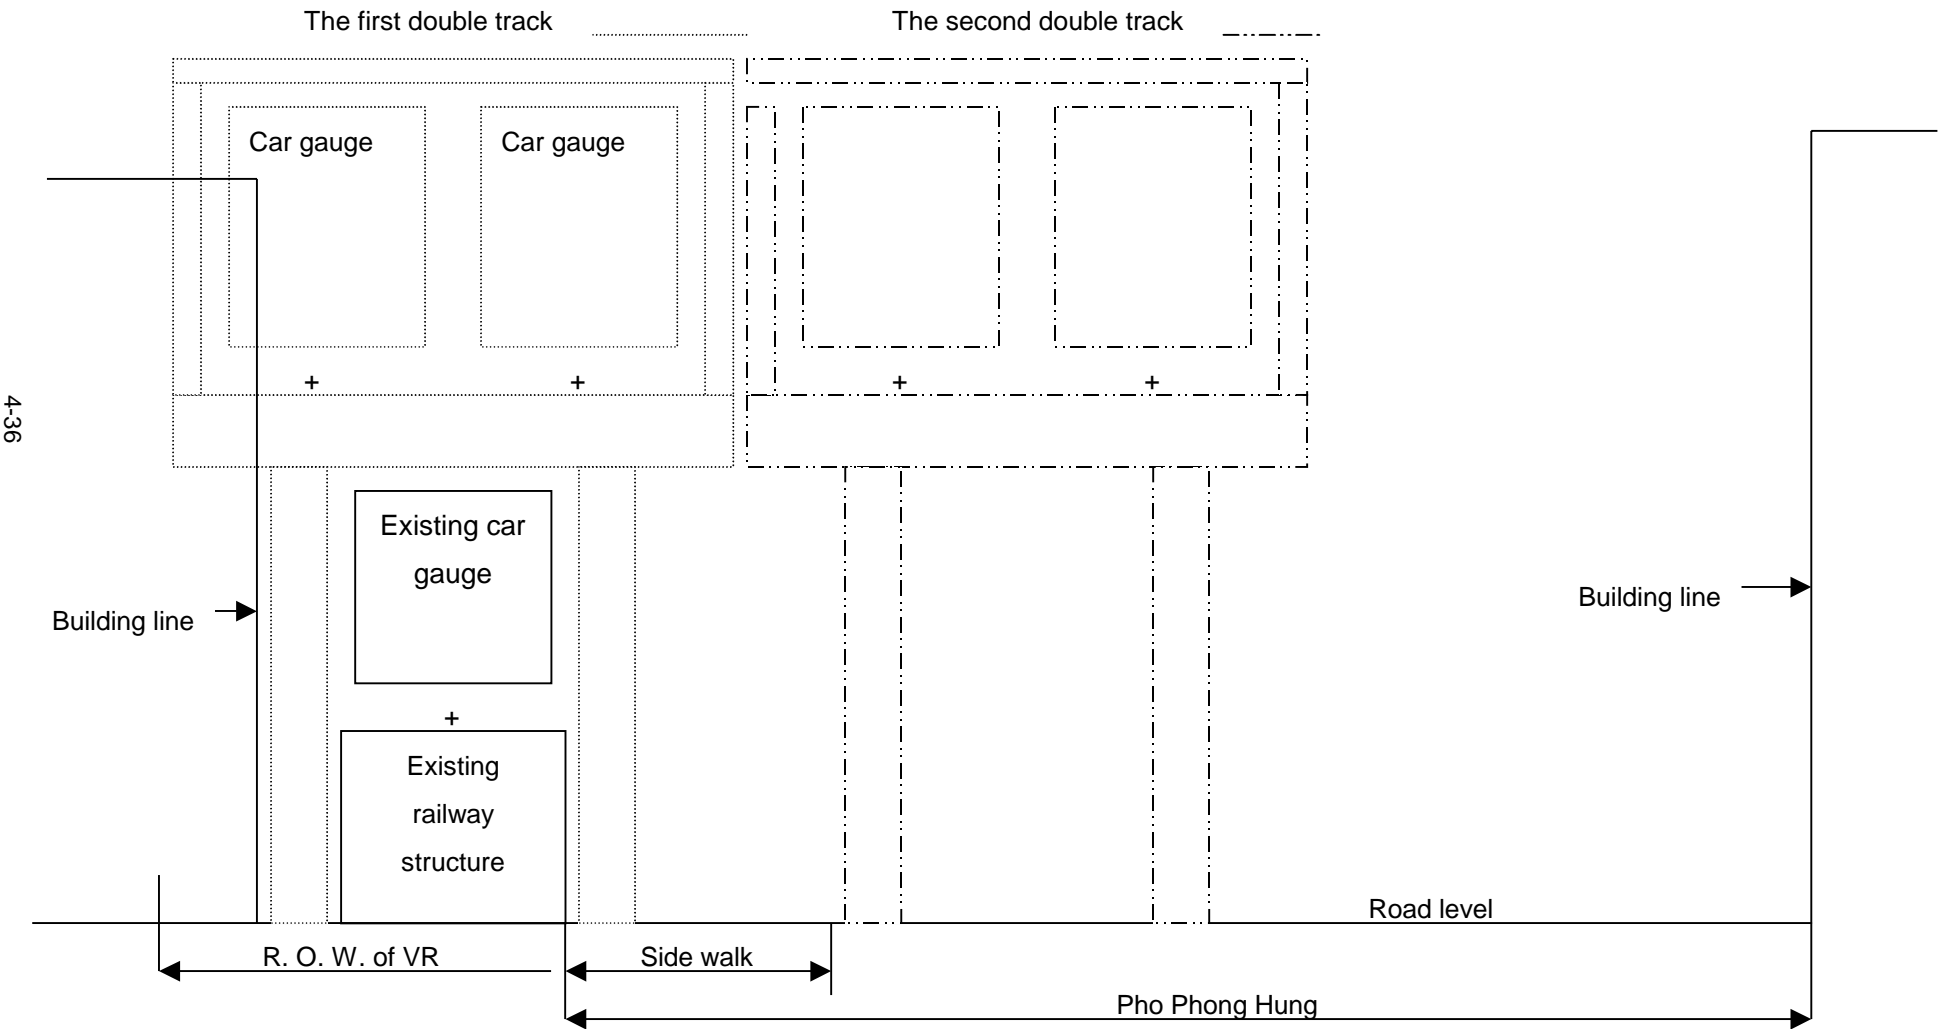 The first double track
The second double track
Car gauge
Car gauge
+
+
+
+
4-36
Existing car
gauge
Building line
Building line
+
Existing
railway
structure
Road level
R. O. W. of VR
Side walk
Pho Phong Hung